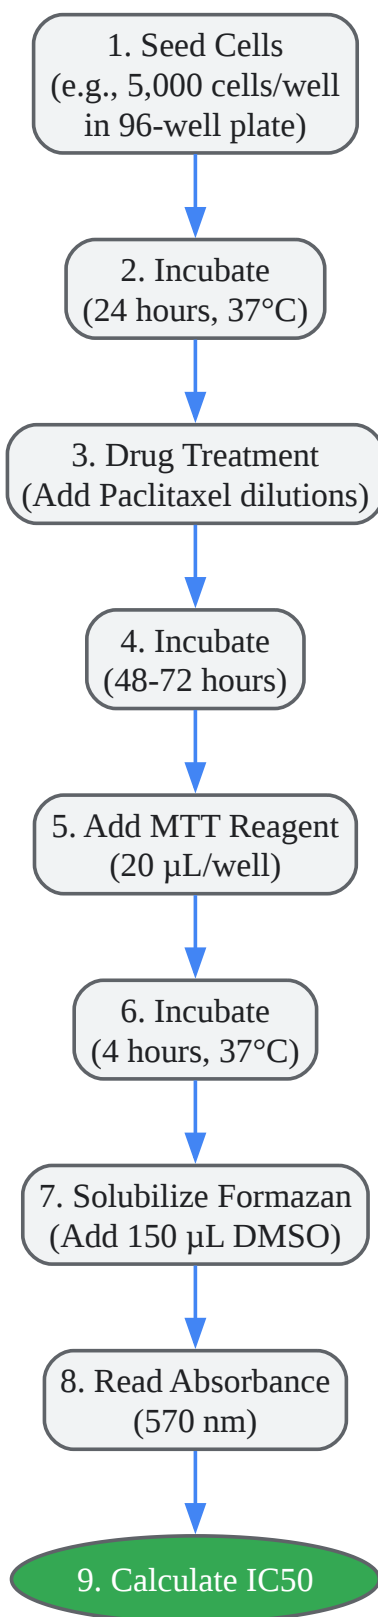 1. Seed Cells
(e.g., 5,000 cells/well
in 96-well plate)
2. Incubate
(24 hours, 37°C)
3. Drug Treatment
(Add Paclitaxel dilutions)
4. Incubate
(48-72 hours)
5. Add MTT Reagent
(20 µL/well)
6. Incubate
(4 hours, 37°C)
7. Solubilize Formazan
(Add 150 µL DMSO)
8. Read Absorbance
(570 nm)
9. Calculate IC50